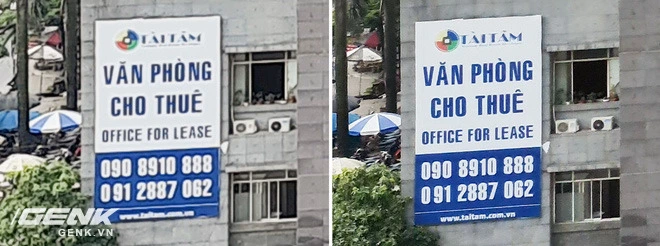 TÀI TÂM
VĂN PHÒNG
CHO THUÊ
OFFICE FOR LEASE
090 8910 888
091 2887 062
www.taitam.com.vn
GENK
GENK.VN
TÀI TÂM
VĂN PHÒNG
CHO THUÊ
OFFICE FOR LEASE
090 8910 888
091 2887 062
www.taitam.com.vn